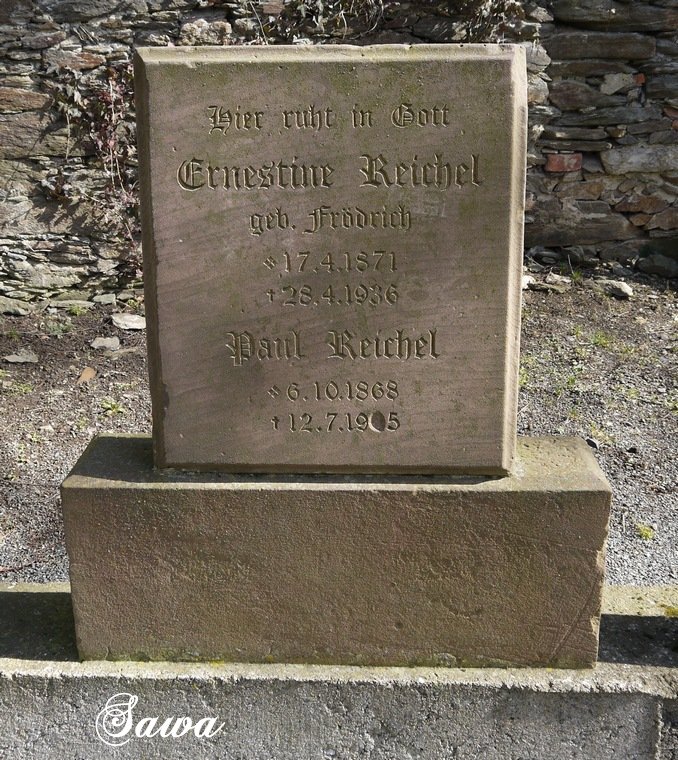 Hier ruht in Gott
Ernestine Reichel
geb. Frödrich
* 17.4.1871
† 28.4.1936
Paul Reichel
* 6.10.1868
Sawa